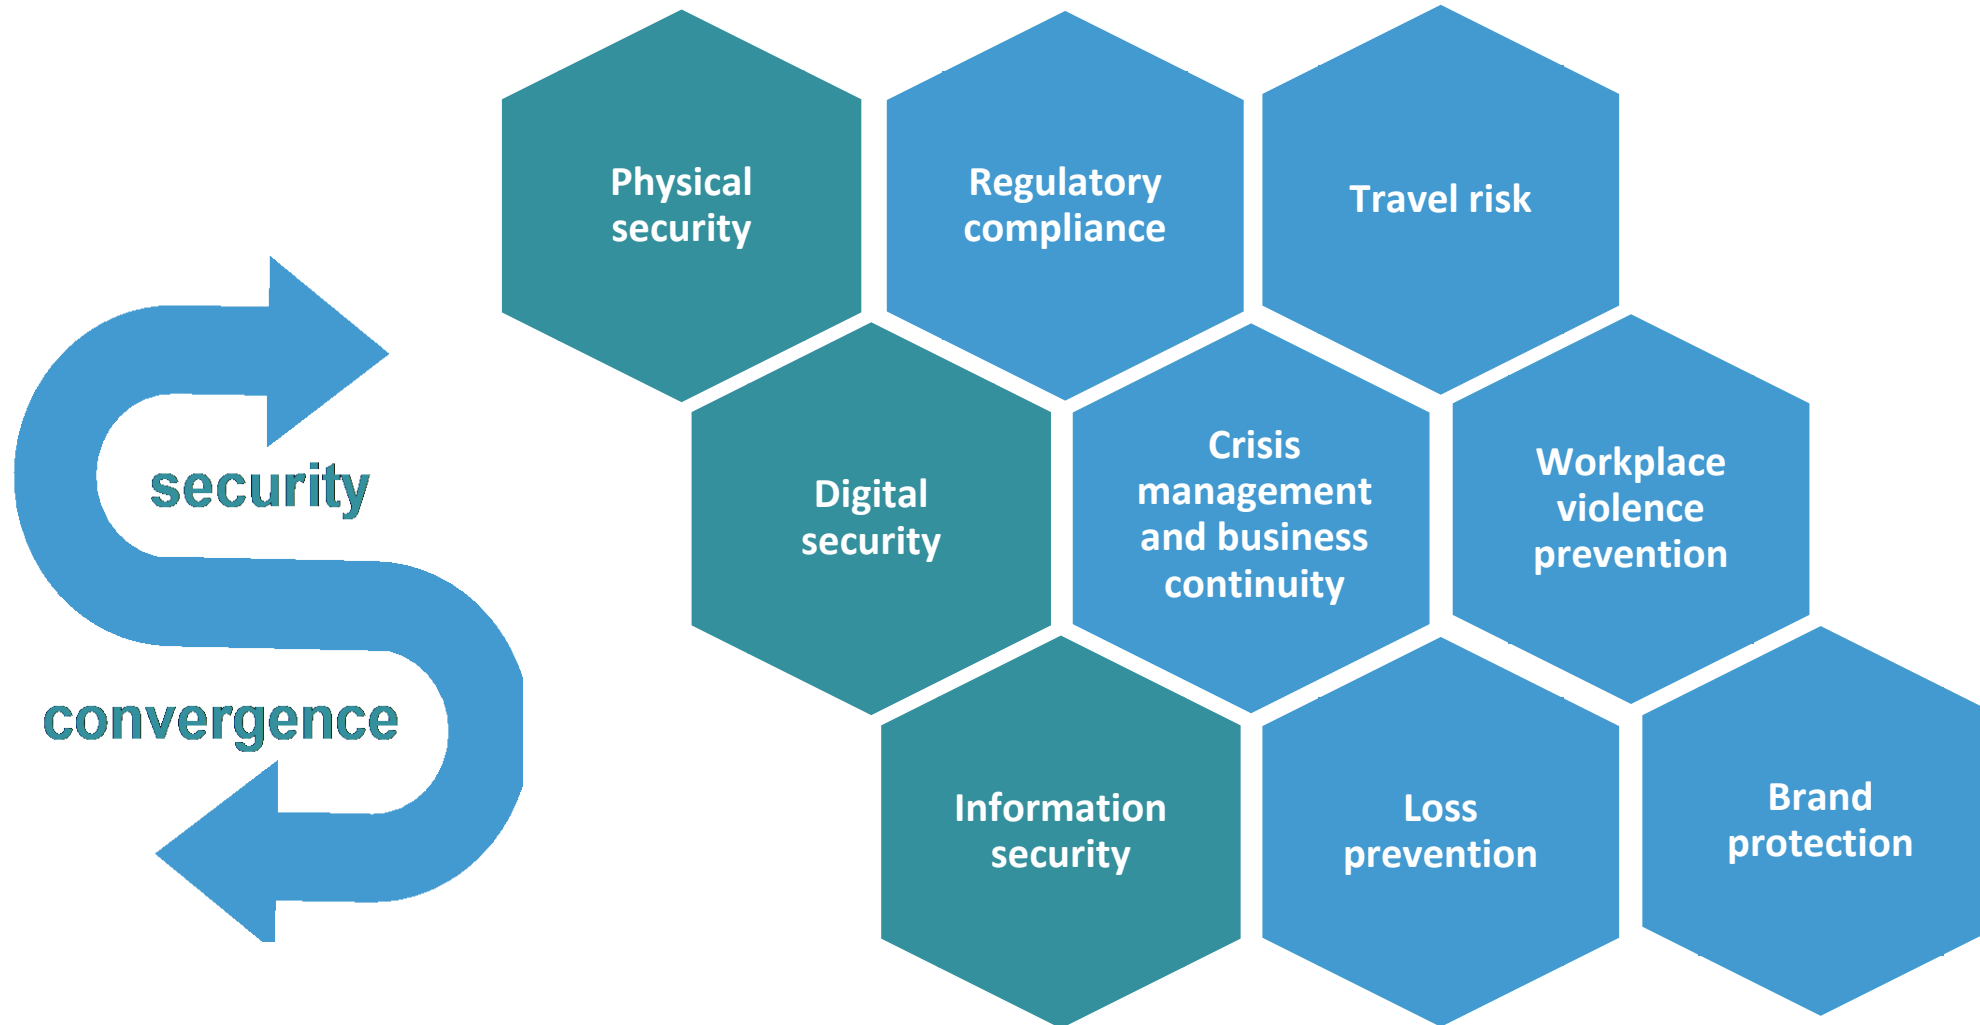 security
convergence
Physical
security
Regulatory
compliance
Travel risk
Digital
security
Crisis
management
and business
continuity
Workplace
violence
prevention
Information
security
Loss
prevention
Brand
protection